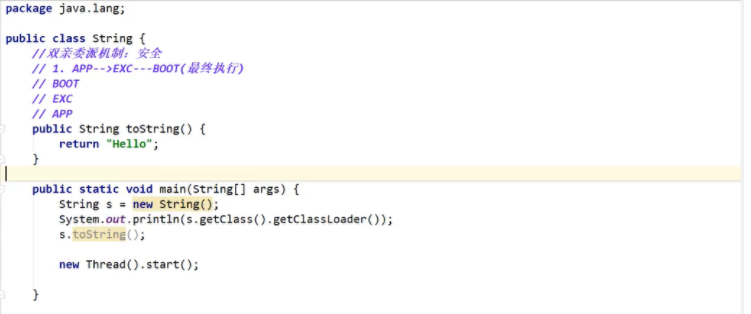 package java.lang;
public class String {
//双亲委派机制：安全
// 1. APP-->EXC---BOOT(最终执行)
// BOOT
// EXC
// APP
public String toString() {
return "Hello";
}
public static void main(String[] args) {
String s = new String();
System.out.println(s.getClass().getClassLoader());
s.toString();
new Thread().start();
}